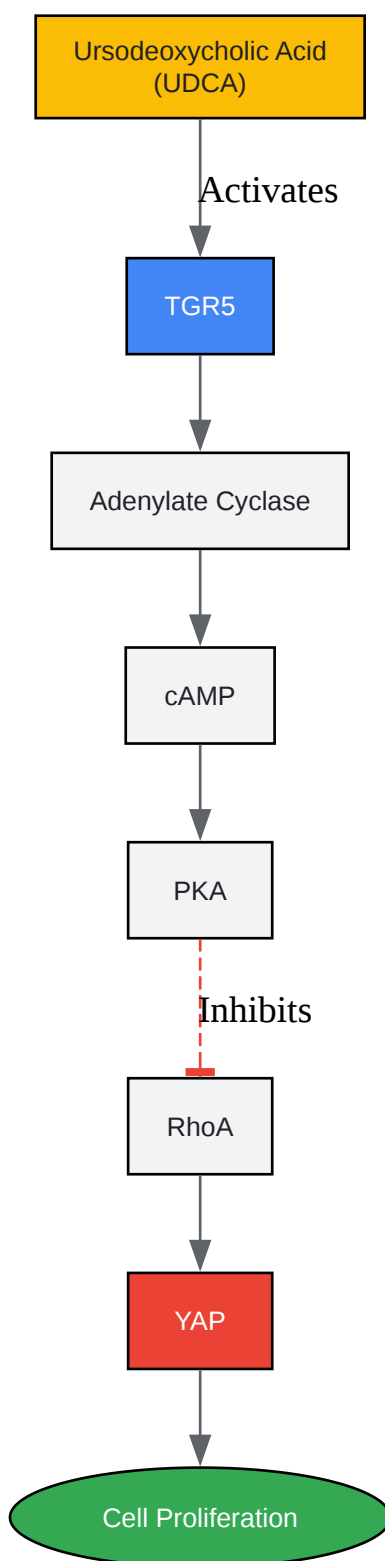 Ursodeoxycholic Acid
(UDCA)
Activates
TGR5
Adenylate Cyclase
cAMP
PKA
Inhibits
RhoA
YAP
Cell Proliferation